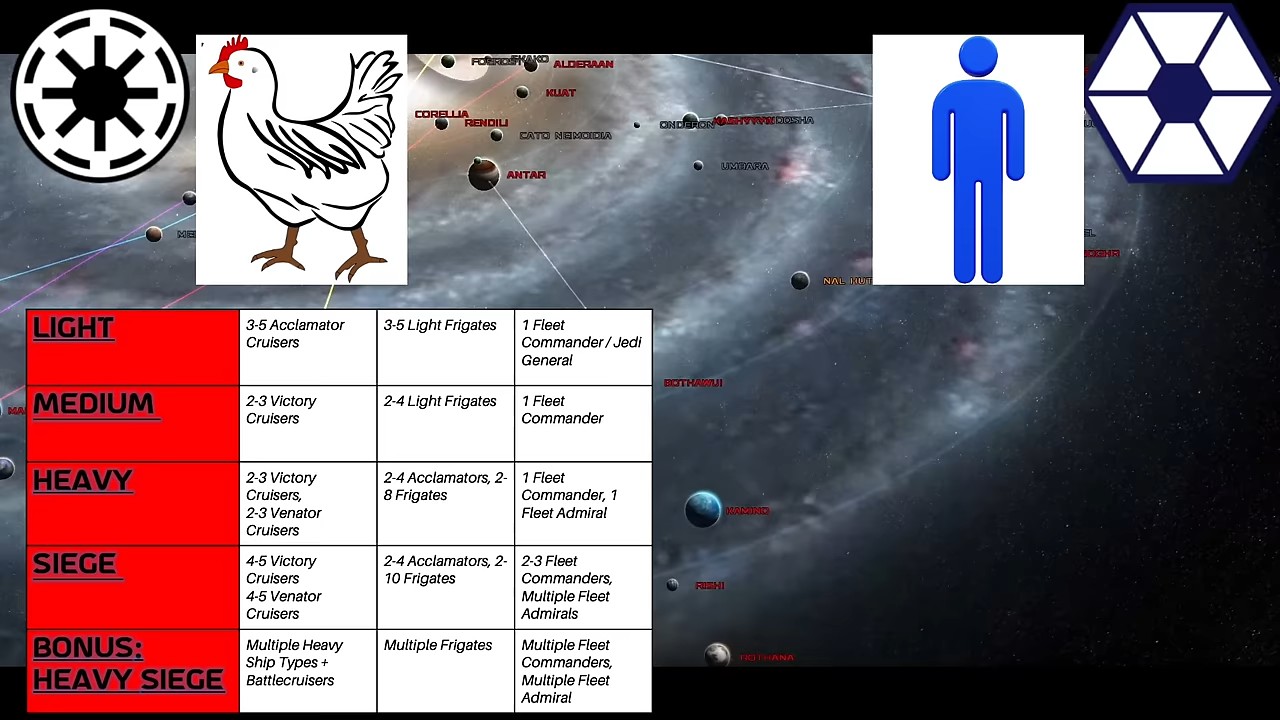 ALDERAAN
KUAT
CORELLIA
RENDILI
CATO NEIMOIDIA
ONDERON
ANTAR
UMBARA
NAL HUT
BOTHAWUI
KAMINO
RISHI
ROTHANA
LIGHT
3-5 Acclamator
Cruisers
3-5 Light Frigates
1 Fleet
Commander / Jedi
General
MEDIUM
2-3 Victory
Cruisers
2-4 Light Frigates
1 Fleet
Commander
HEAVY
2-3 Victory
Cruisers,
2-3 Venator
Cruisers
2-4 Acclamators, 2-
8 Frigates
1 Fleet
Commander, 1
Fleet Admiral
SIEGE
4-5 Victory
Cruisers
4-5 Venator
Cruisers
2-4 Acclamators, 2-
10 Frigates
2-3 Fleet
Commanders,
Multiple Fleet
Admirals
BONUS:
HEAVY SIEGE
Multiple Heavy
Ship Types +
Battlecruisers
Multiple Frigates
Multiple Fleet
Commanders,
Multiple Fleet
Admiral